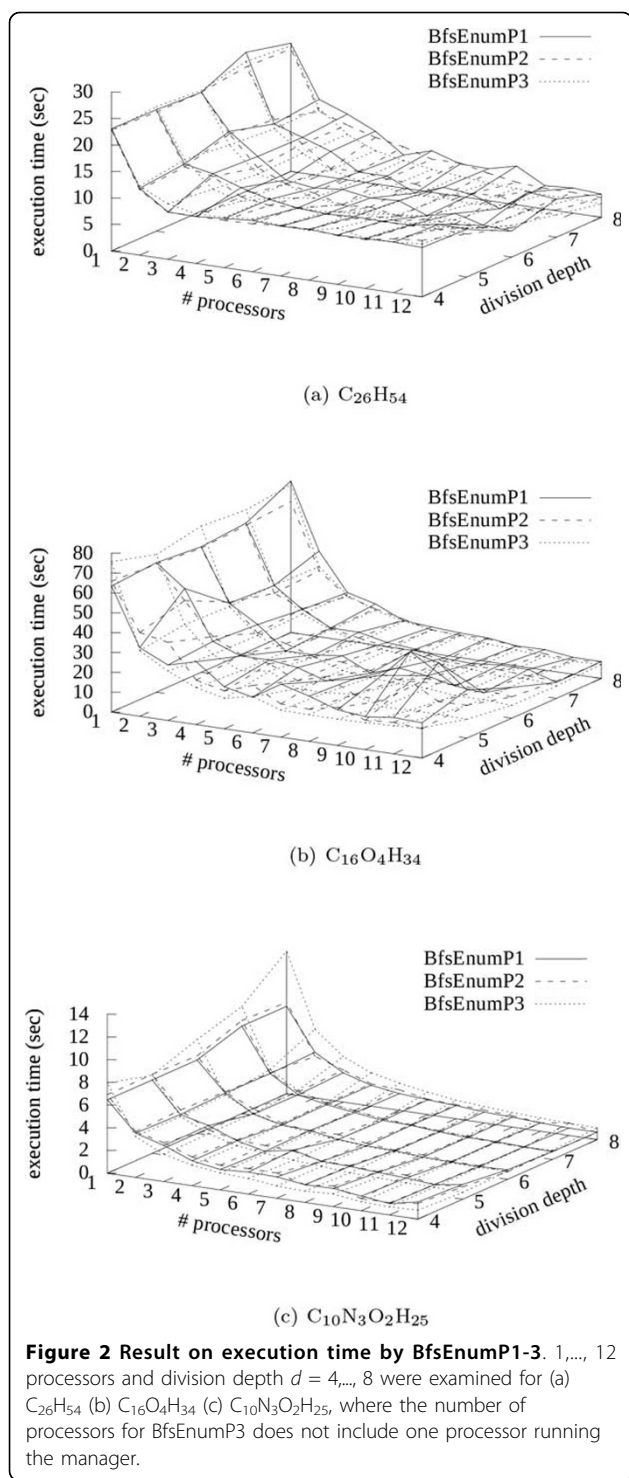 BfsEnumP1
BfsEnumP2
BfsEnumP3
execution time (sec)
30
25
20
15
10
5
0
1
2
3
4
5
6
7
8
9
10
11
12
# processors
4
5
6
7
8
division depth
(a) C₂₆H₅₄
BfsEnumP1
BfsEnumP2
BfsEnumP3
execution time (sec)
80
70
60
50
40
30
20
10
0
1
2
3
4
5
6
7
8
9
10
11
12
# processors
4
5
6
7
8
division depth
(b) C₁₆O₄H₃₄
BfsEnumP1
BfsEnumP2
BfsEnumP3
execution time (sec)
14
12
10
8
6
4
2
0
1
2
3
4
5
6
7
8
9
10
11
12
# processors
4
5
6
7
8
division depth
(c) C₁₀N₃O₂H₂₅
Figure 2 Result on execution time by BfsEnumP1-3. 1,..., 12
processors and division depth d = 4,..., 8 were examined for (a)
C₂₆H₅₄ (b) C₁₆O₄H₃₄ (c) C₁₀N₃O₂H₂₅, where the number of
processors for BfsEnumP3 does not include one processor running
the manager.